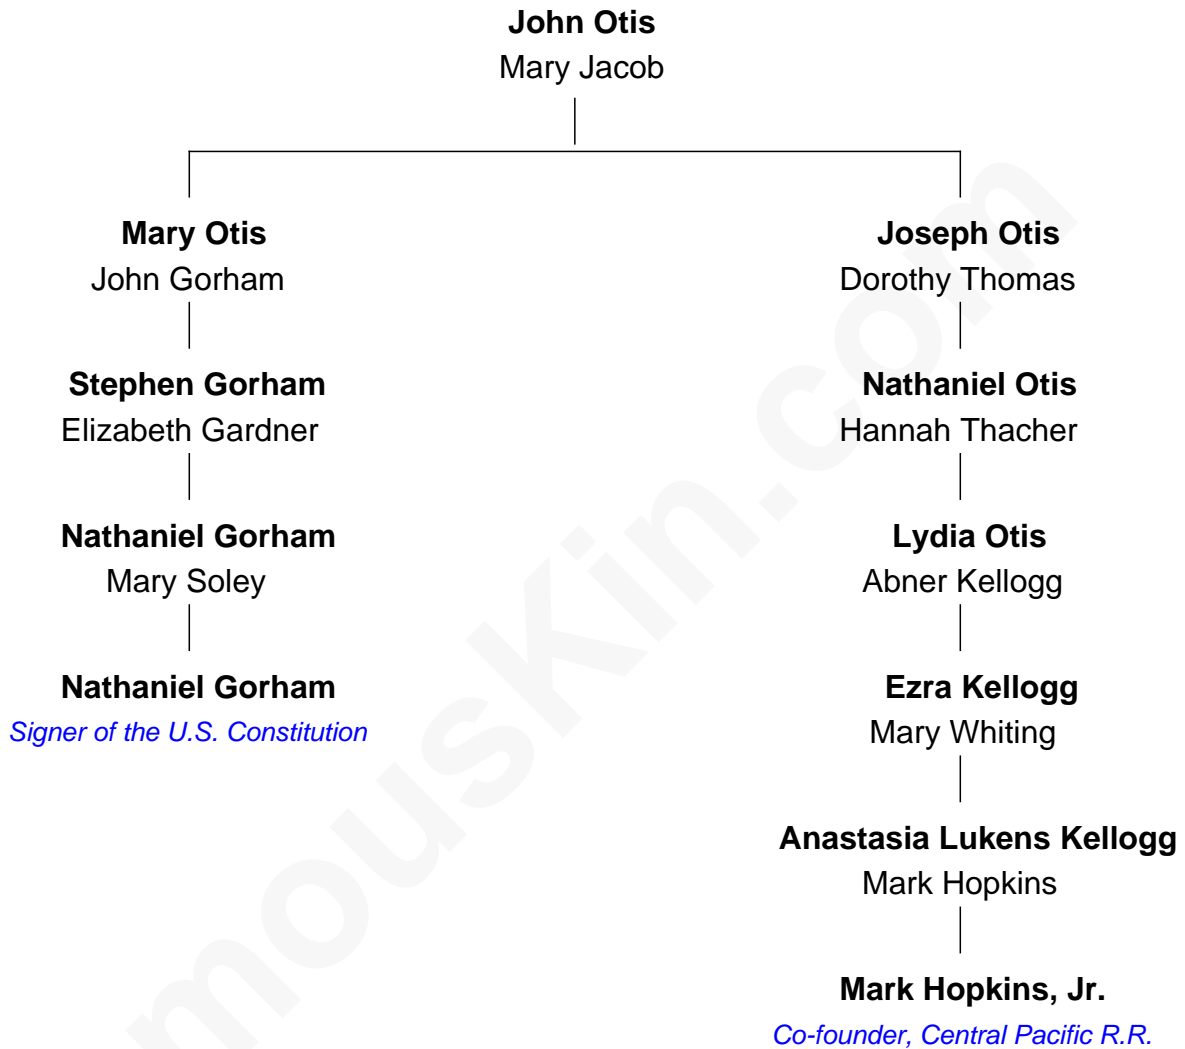 John Otis
Mary Jacob
Mary Otis
John Gorham
Joseph Otis
Dorothy Thomas
Stephen Gorham
Elizabeth Gardner
Nathaniel Otis
Hannah Thacher
Nathaniel Gorham
Mary Soley
Lydia Otis
Abner Kellogg
Nathaniel Gorham
Signer of the U.S. Constitution
Ezra Kellogg
Mary Whiting
Anastasia Lukens Kellogg
Mark Hopkins
Mark Hopkins, Jr.
Co-founder, Central Pacific R.R.
mousKin.com